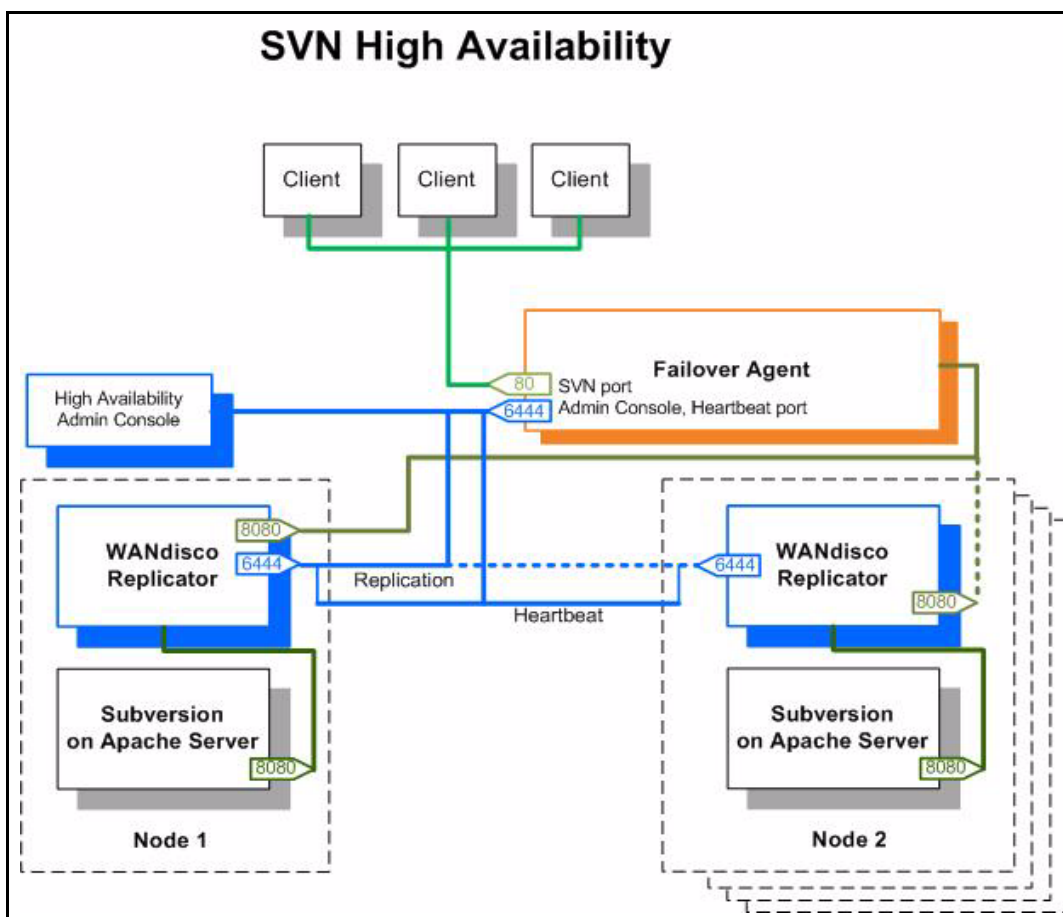 SVN High Availability
Client
Client
Client
Failover Agent
80
SVN port
6444
Admin Console, Heartbeat port
High Availability
Admin Console
8080
WANdisco
Replicator
6444
Replication
Heartbeat
6444
WANdisco
Replicator
8080
Subversion
on Apache Server
8080
Node 1
Subversion
on Apache Server
8080
Node 2